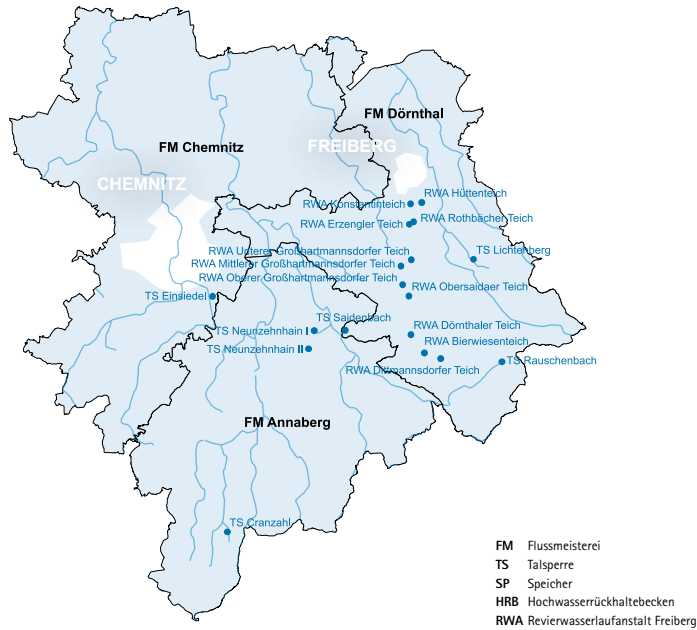 FM Dörnthal
FM Chemnitz
FREIBERG
CHEMNITZ
RWA Hüttenteich
RWA Konstantinteich
RWA Rothbächer Teich
RWA Erzengler Teich
RWA Unterer Großhartmannsdorfer Teich
TS Lichtenberg
RWA Mittlerer Großhartmannsdorfer Teich
RWA Oberer Großhartmannsdorfer Teich
RWA Obersaidaer Teich
TS Einsiedel
TS Saidenbach
RWA Dörnthaler Teich
TS Neunzehnhain I
RWA Bierwiesenteich
TS Neunzehnhain II
TS Rauschenbach
RWA Dittmannsdorfer Teich
FM Annaberg
TS Cranzahl
FM Flussmeisterei
TS Talsperre
SP Speicher
HRB Hochwasserrückhaltebecken
RWA Revierwasserlaufanstalt Freiberg